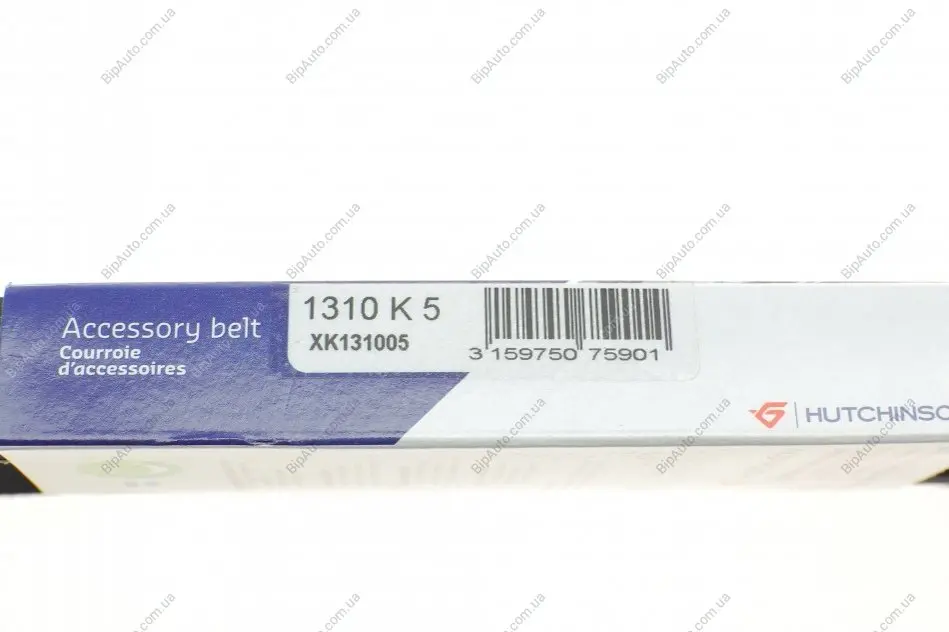 Accessory belt
Courroie
d'accessoires
1310 K 5
XK131005
3 159750 75901
HUTCHINSO
BipAuto.com.ua